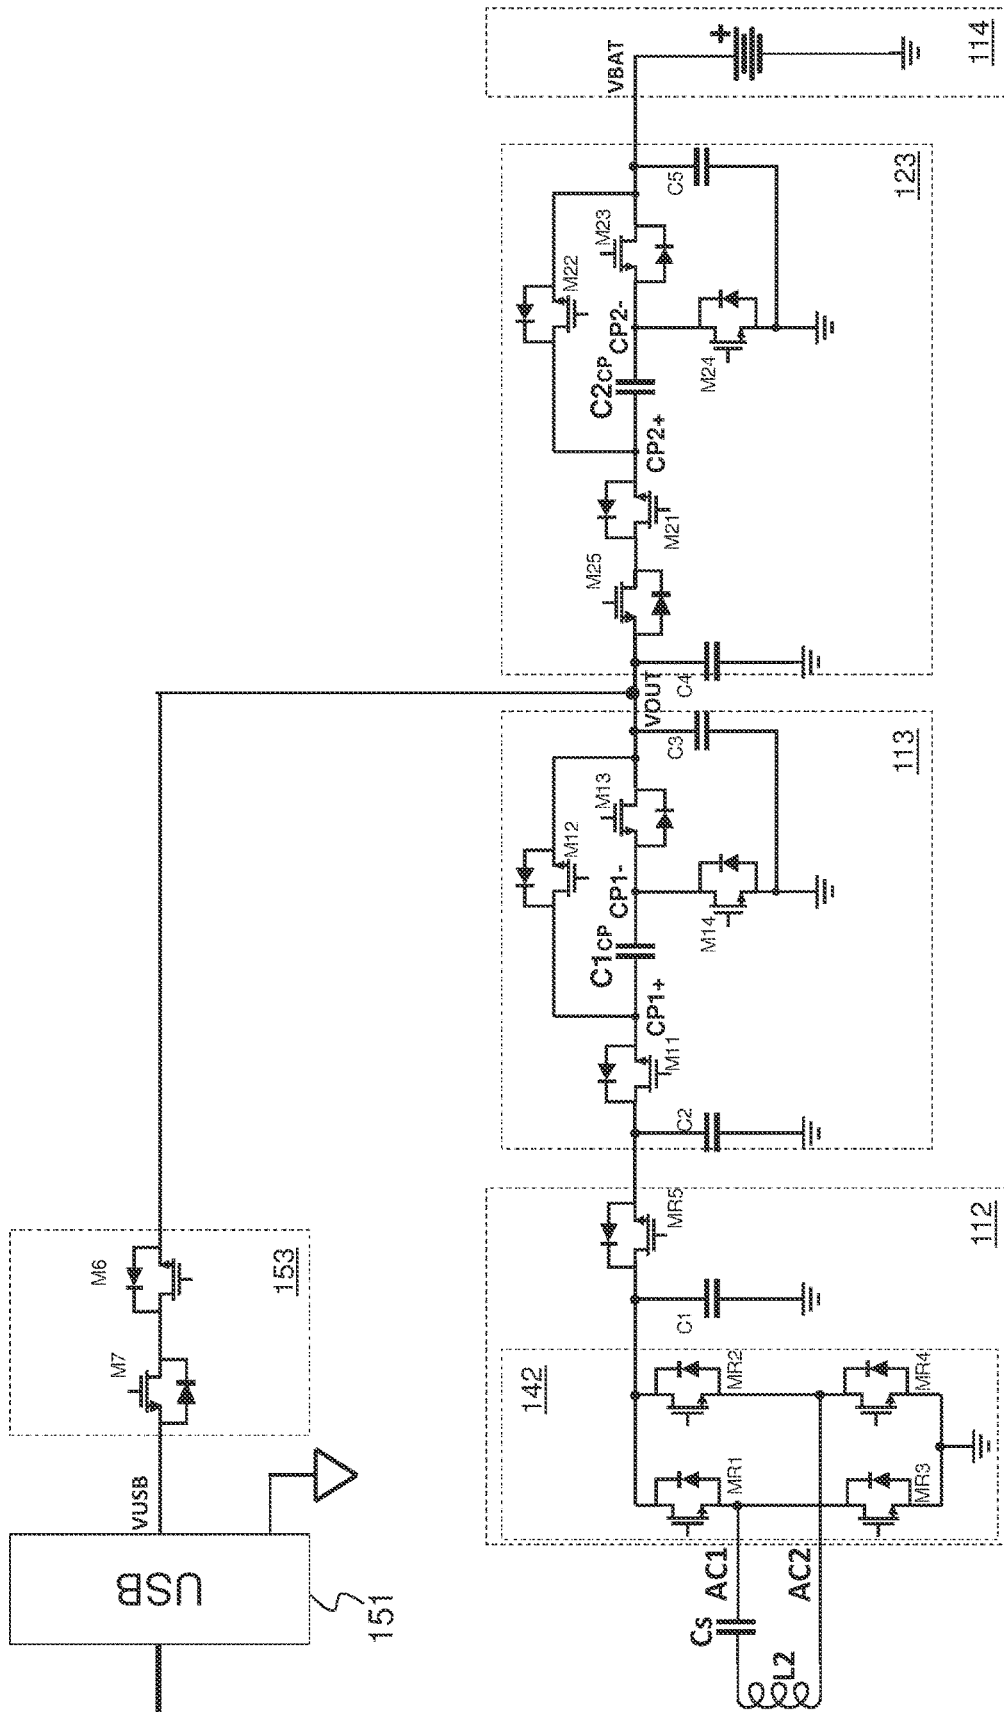 USB
151
VUSB
M7
M6
153
L2
Cs
AC1
AC2
142
MR1
MR2
MR3
MR4
C1
MR5
112
C2
M11
CP1+
C1CP
CP1-
M12
M13
M14
C3
113
VOUT
C4
M25
M21
CP2+
C2CP
CP2-
M22
M23
M24
C5
123
VBAT
+
114